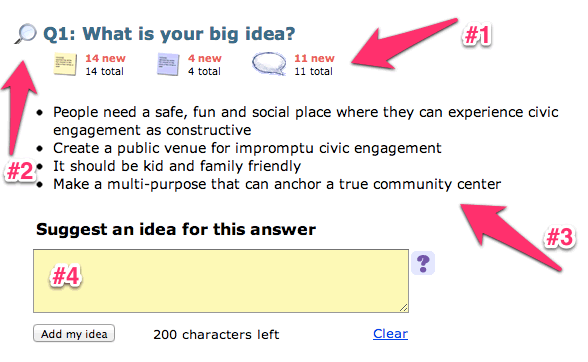 Q1: What is your big idea?
#1
14 new 4 new 11 new
14 total 4 total 11 total
#2
• People need a safe, fun and social place where they can experience civic
engagement as constructive
• Create a public venue for impromptu civic engagement
• It should be kid and family friendly
• Make a multi-purpose that can anchor a true community center
#3
Suggest an idea for this answer
#4
?
Add my idea 200 characters left Clear